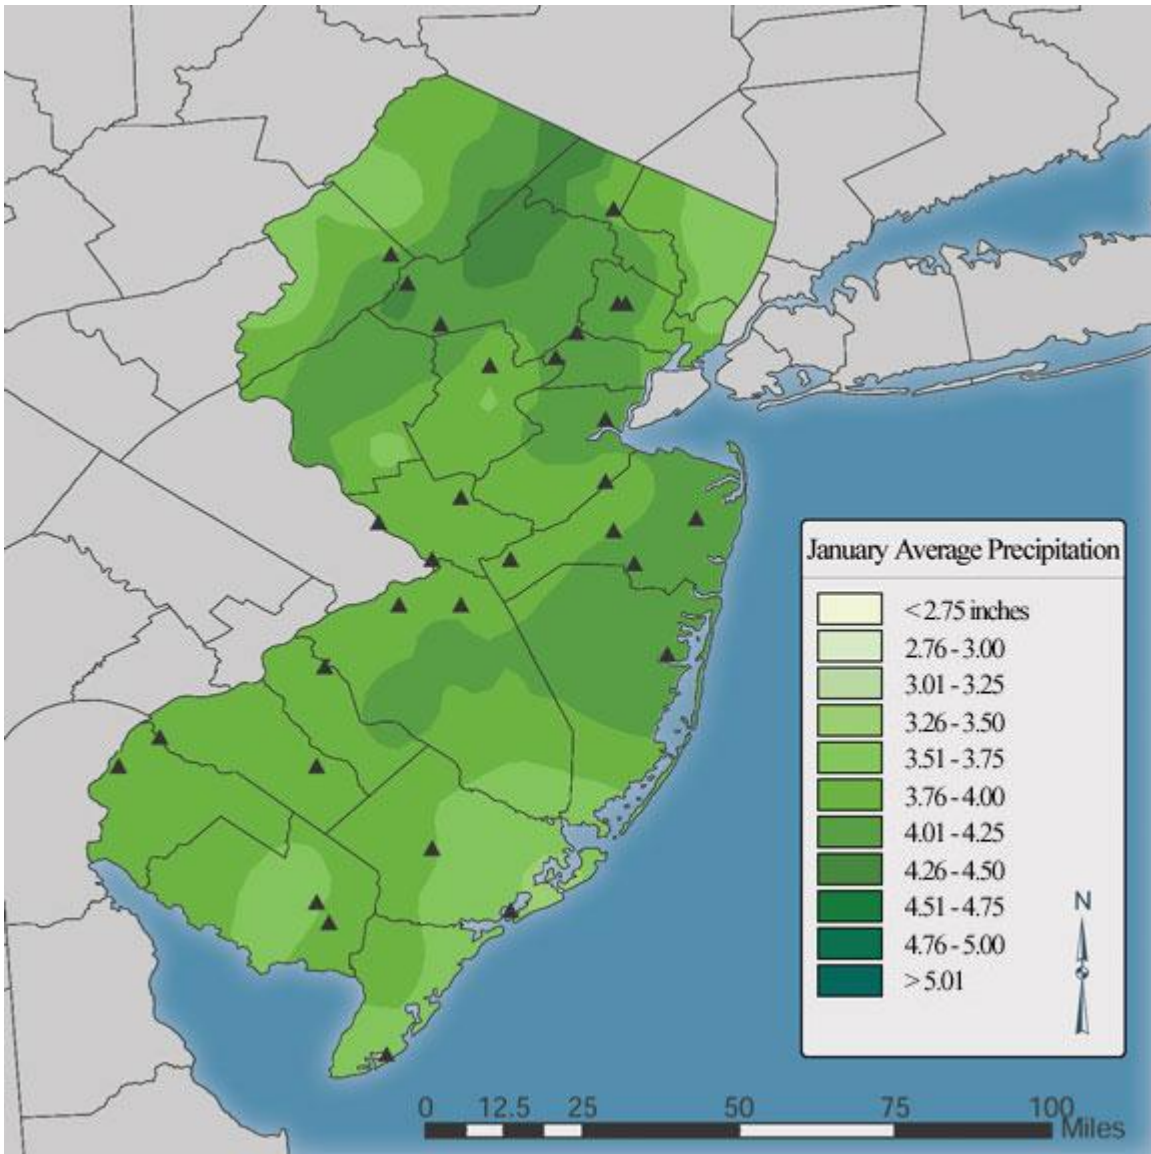 January Average Precipitation
< 2.75 inches
2.76 - 3.00
3.01 - 3.25
3.26 - 3.50
3.51 - 3.75
3.76 - 4.00
4.01 - 4.25
4.26 - 4.50
4.51 - 4.75
4.76 - 5.00
> 5.01
N
0 12.5 25 50 75 100
Miles